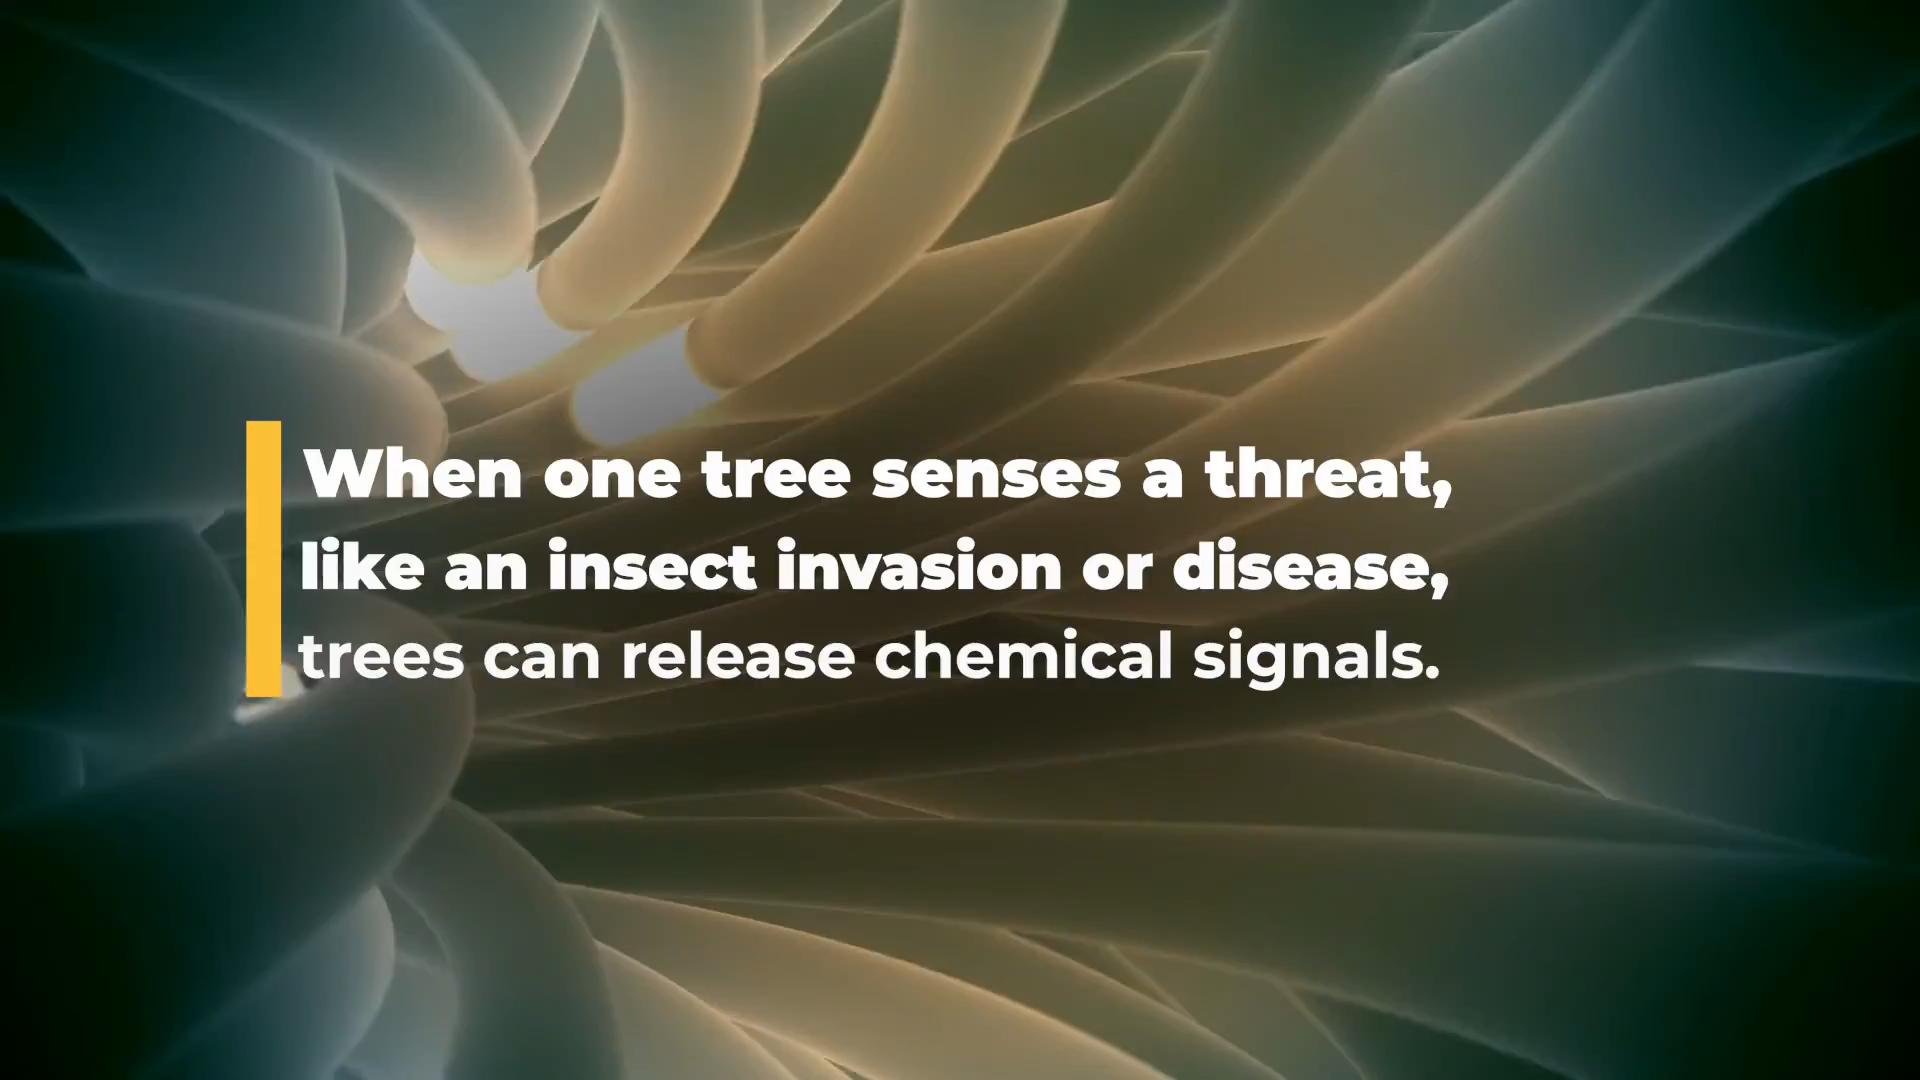 When one tree senses a threat,
like an insect invasion or disease,
trees can release chemical signals.